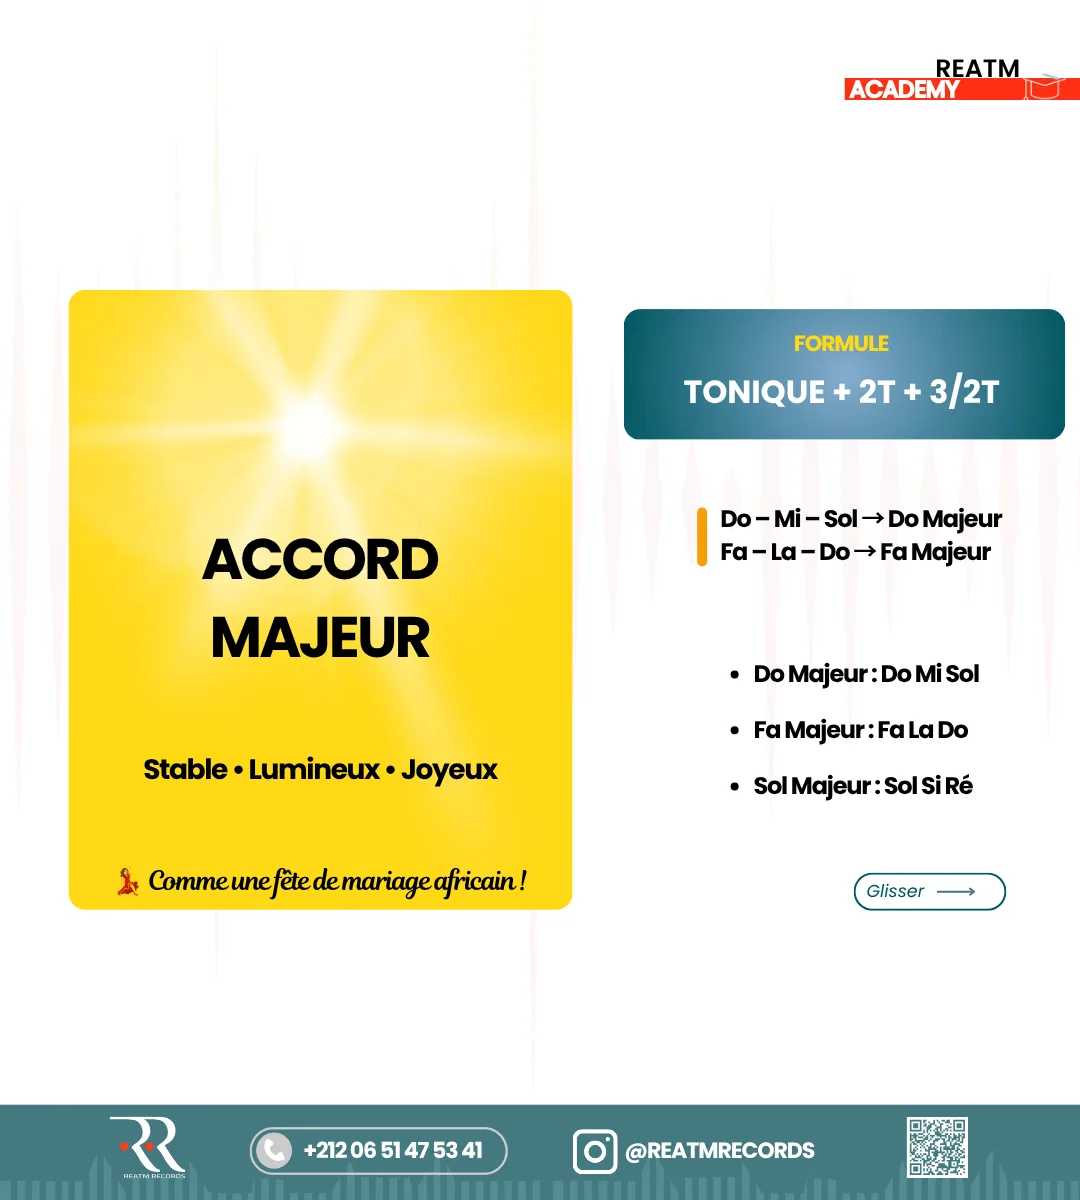 REATM
ACADEMY
ACCORD
MAJEUR
Stable • Lumineux • Joyeux
Comme une fête de mariage africain !
FORMULE
TONIQUE + 2T + 3/2T
Do – Mi – Sol → Do Majeur
Fa – La – Do → Fa Majeur
• Do Majeur : Do Mi Sol
• Fa Majeur : Fa La Do
• Sol Majeur : Sol Si Ré
Glisser
REATM RECORDS
+212 06 51 47 53 41
@REATMRECORDS